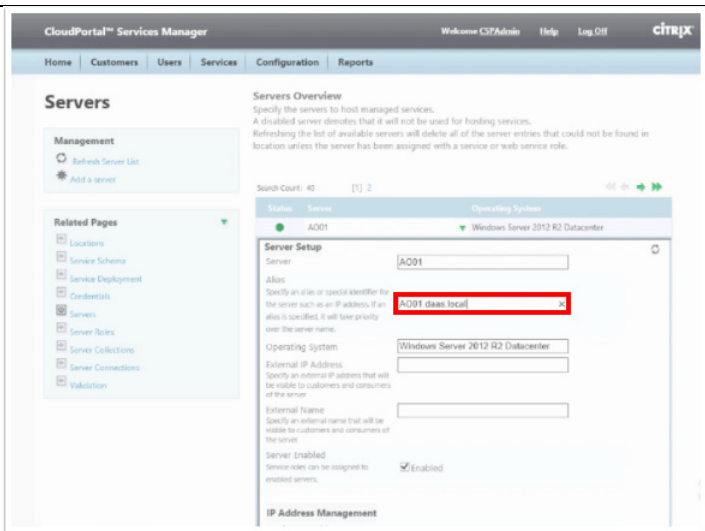 CloudPortal™ Services Manager
Welcome CSPAdmin Help Log Off
CİTRIX
Home Customers Users Services Configuration Reports
Servers
Management
Refresh Server List
Add a server
Related Pages
Locations
Service Schema
Service Deployment
Credentials
Servers
Server Roles
Server Collections
Server Connections
Validation
Servers Overview
Specify the servers to host managed services.
A disabled server denotes that it will not be used for hosting services.
Refreshing the list of available servers will delete all of the server entries that could not be found in
location unless the server has been assigned with a service or web service role.
Search Count: 40 [1] 2
Status Server Operating System
AO01 Windows Server 2012 R2 Datacenter
Server Setup
Server AO01
Alias
Specify an alias or special identifier for
the server such as an IP address. If an
alias is specified, it will take priority
over the server name.
AO01.daas.local
Operating System Windows Server 2012 R2 Datacenter
External IP Address
Specify an external IP address that will
be visible to customers and consumers
of the server
External Name
Specify an external name that will be
visible to customers and consumers of
the server
Server Enabled
Service roles can be assigned to
enabled servers.
Enabled
IP Address Management